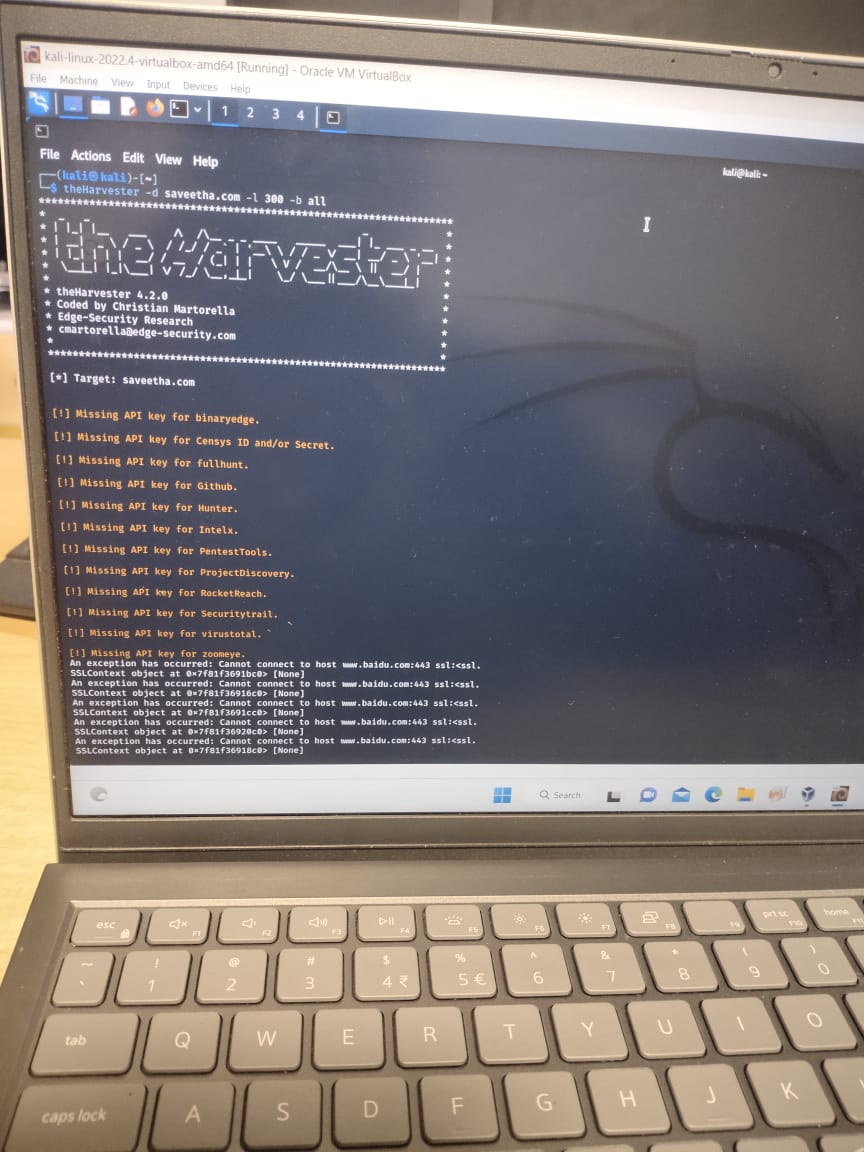 kali-linux-2022.4-virtualbox-amd64 [Running] - Oracle VM VirtualBox
File Machine View Input Devices Help
1 2 3 4
File Actions Edit View Help
kali@kali: ~
(kali㉿kali)-[~]
$ theHarvester -d saveetha.com -l 300 -b all
*******************************************************************
theHarvester
* theHarvester 4.2.0
* Coded by Christian Martorella
* Edge-Security Research
* cmartorella@edge-security.com
*
*******************************************************************
[*] Target: saveetha.com
[!] Missing API key for binaryedge.
[!] Missing API key for Censys ID and/or Secret.
[!] Missing API key for fullhunt.
[!] Missing API key for Github.
[!] Missing API key for Hunter.
[!] Missing API key for Intelx.
[!] Missing API key for PentestTools.
[!] Missing API key for ProjectDiscovery.
[!] Missing API key for RocketReach.
[!] Missing API key for Securitytrail.
[!] Missing API key for virustotal.
[!] Missing API key for zoomeye.
An exception has occurred: Cannot connect to host www.baidu.com:443 ssl:<ssl.
SSLContext object at 0×7f81f3691bc0> [None]
An exception has occurred: Cannot connect to host www.baidu.com:443 ssl:<ssl.
SSLContext object at 0×7f81f36916c0> [None]
An exception has occurred: Cannot connect to host www.baidu.com:443 ssl:<ssl.
SSLContext object at 0×7f81f3691cc0> [None]
An exception has occurred: Cannot connect to host www.baidu.com:443 ssl:<ssl.
SSLContext object at 0×7f81f36920c0> [None]
An exception has occurred: Cannot connect to host www.baidu.com:443 ssl:<ssl.
SSLContext object at 0×7f81f36918c0> [None]
Search
esc F1 F2 F3 F4 F5 F6 F7 F8 F9 prt sc F10 home F11
~ ` ! 1 @ 2 # 3 $ 4 ₹ % 5 € ^ 6 & 7 * 8 ( 9 ) 0
tab Q W E R T Y U I O
caps lock A S D F G H J K